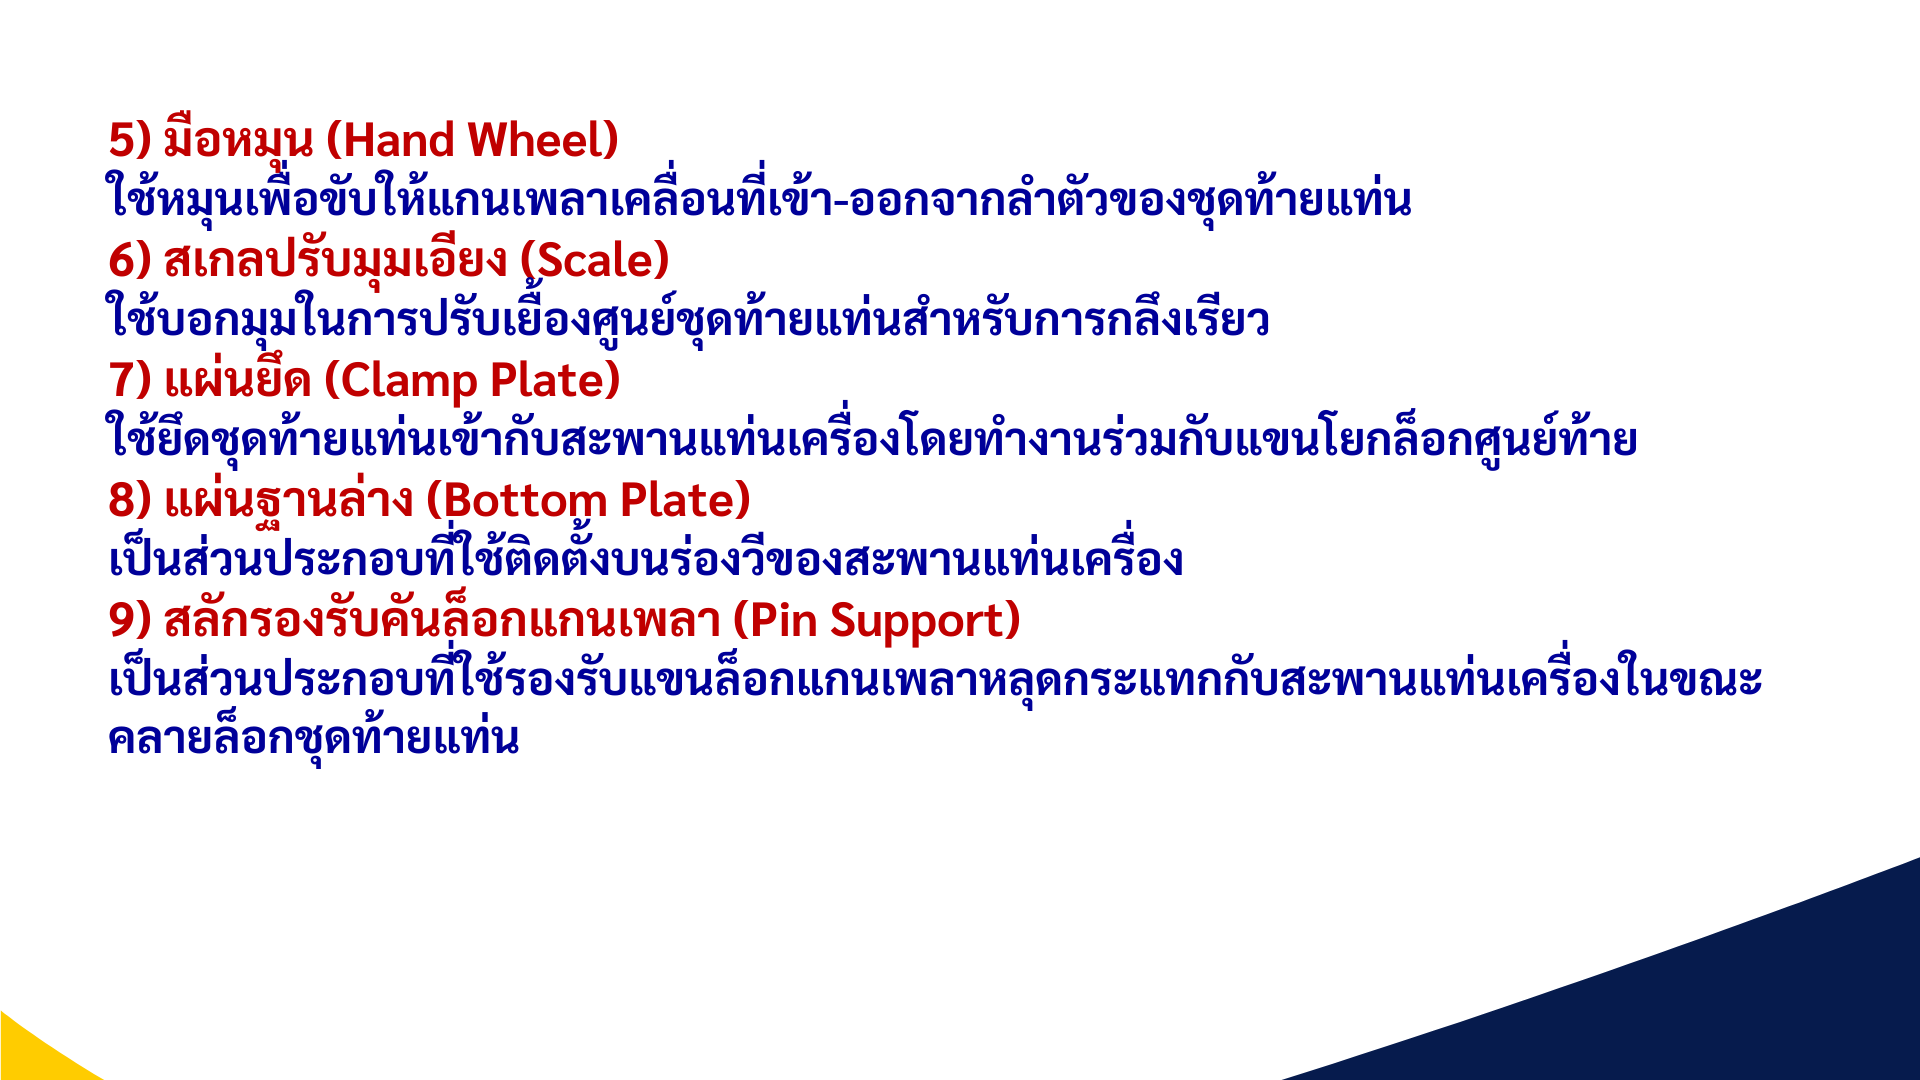 5) มือหมุน (Hand Wheel)
ใช้หมุนเพื่อขับให้แกนเพลาเคลื่อนที่เข้า-ออกจากลำตัวของชุดท้ายแท่น
6) สเกลปรับมุมเอียง (Scale)
ใช้บอกมุมในการปรับเยื้องศูนย์ชุดท้ายแท่นสำหรับการกลึงเรียว
7) แผ่นยึด (Clamp Plate)
ใช้ยึดชุดท้ายแท่นเข้ากับสะพานแท่นเครื่องโดยทำงานร่วมกับแขนโยกล็อกศูนย์ท้าย
8) แผ่นฐานล่าง (Bottom Plate)
เป็นส่วนประกอบที่ใช้ติดตั้งบนร่องวีของสะพานแท่นเครื่อง
9) สลักรองรับคันล็อกแกนเพลา (Pin Support)
เป็นส่วนประกอบที่ใช้รองรับแขนล็อกแกนเพลาหลุดกระแทกกับสะพานแท่นเครื่องในขณะ
คลายล็อกชุดท้ายแท่น